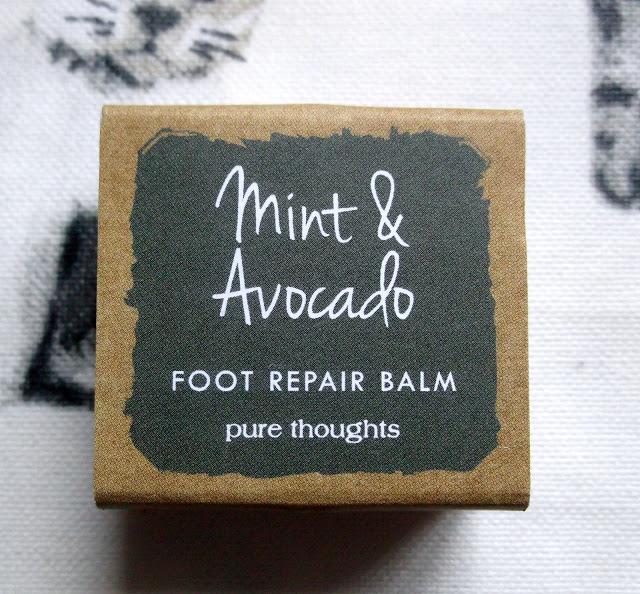 Mint &
Avocado
FOOT REPAIR BALM
pure thoughts